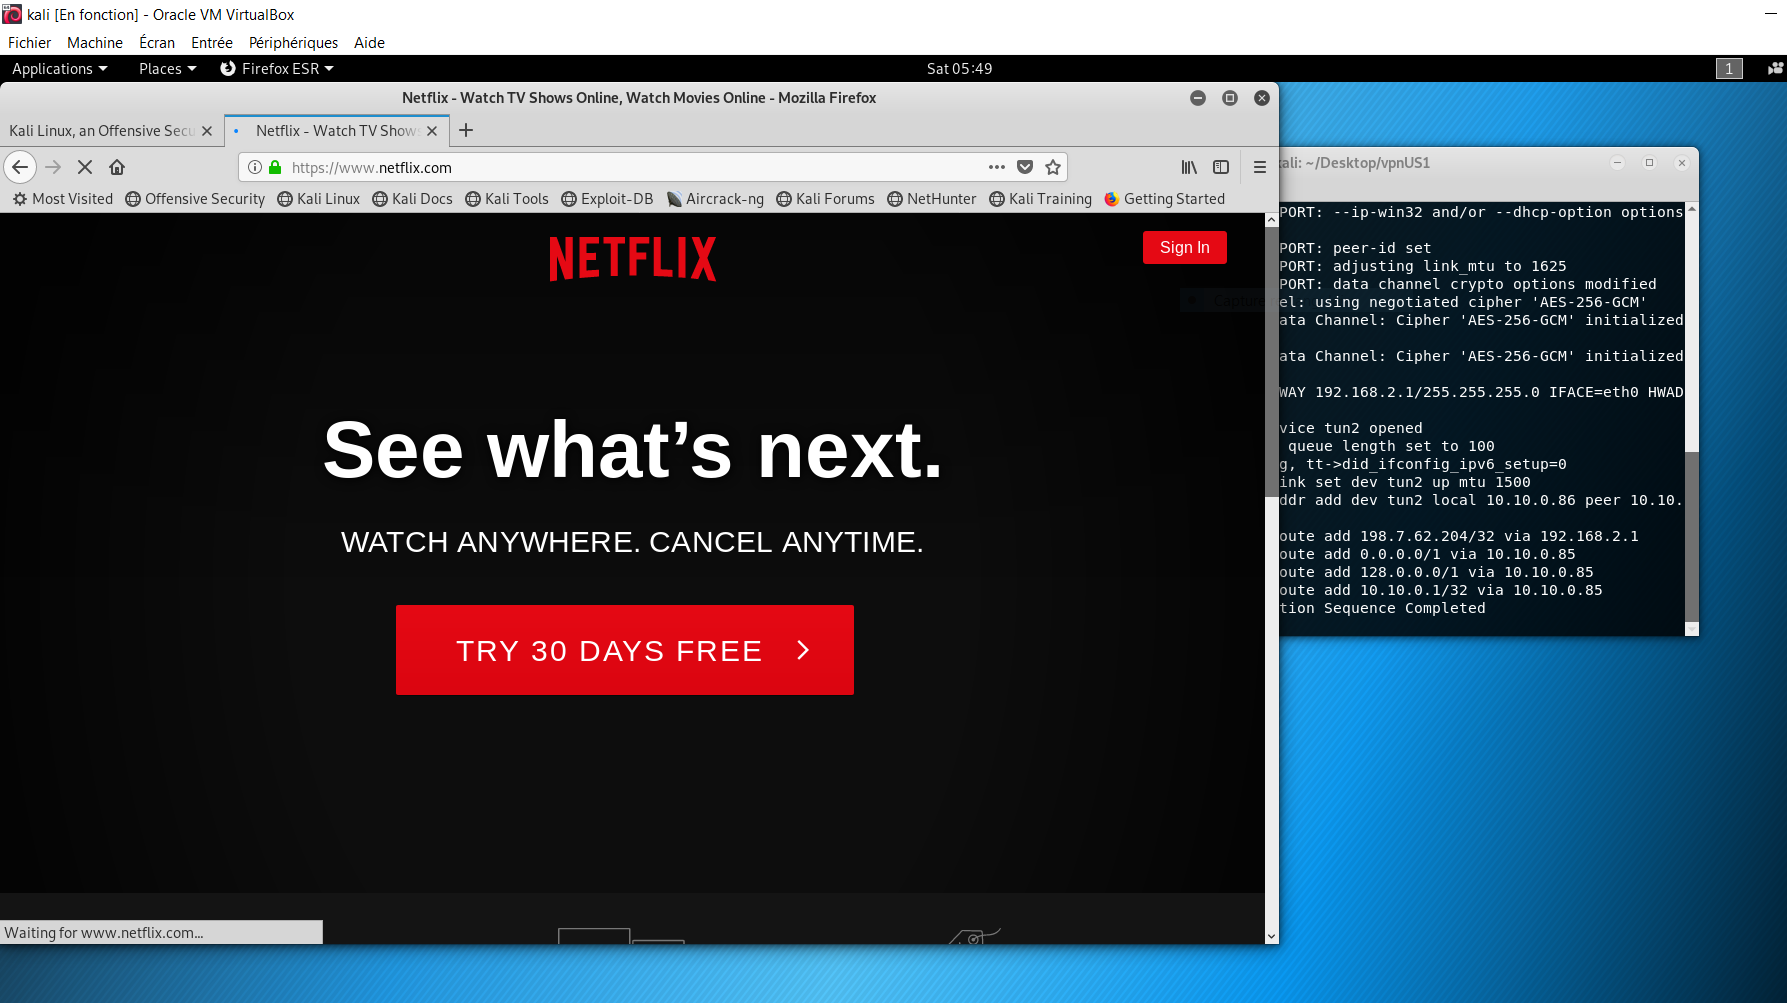 kali [En fonction] - Oracle VM VirtualBox
Fichier Machine Écran Entrée Périphériques Aide
Applications Places Firefox ESR Sat 05:49 1
Netflix - Watch TV Shows Online, Watch Movies Online - Mozilla Firefox
Kali Linux, an Offensive Secu Netflix - Watch TV Shows
https://www.netflix.com
Most Visited Offensive Security Kali Linux Kali Docs Kali Tools Exploit-DB Aircrack-ng Kali Forums NetHunter Kali Training Getting Started
NETFLIX
Sign In
See what's next.
WATCH ANYWHERE. CANCEL ANYTIME.
TRY 30 DAYS FREE
Waiting for www.netflix.com...
kali: ~/Desktop/vpnUS1
PORT: --ip-win32 and/or --dhcp-option options
PORT: peer-id set
PORT: adjusting link_mtu to 1625
PORT: data channel crypto options modified
el: using negotiated cipher 'AES-256-GCM'
ata Channel: Cipher 'AES-256-GCM' initialized
ata Channel: Cipher 'AES-256-GCM' initialized
WAY 192.168.2.1/255.255.255.0 IFACE=eth0 HWAD
vice tun2 opened
queue length set to 100
g, tt->did_ifconfig_ipv6_setup=0
ink set dev tun2 up mtu 1500
ddr add dev tun2 local 10.10.0.86 peer 10.10.
oute add 198.7.62.204/32 via 192.168.2.1
oute add 0.0.0.0/1 via 10.10.0.85
oute add 128.0.0.0/1 via 10.10.0.85
oute add 10.10.0.1/32 via 10.10.0.85
tion Sequence Completed